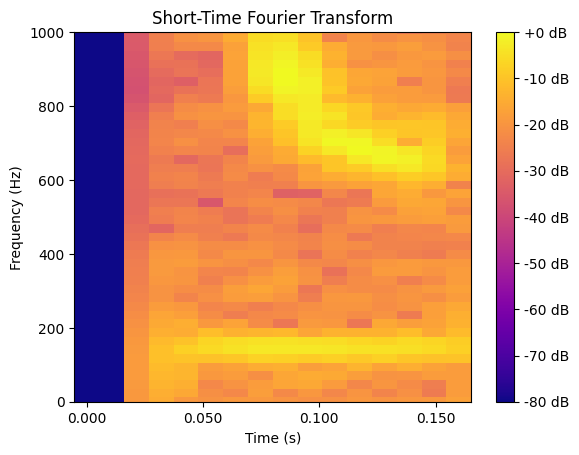 Short-Time Fourier Transform
1000
800
600
400
200
0
Frequency (Hz)
0.000
0.050
0.100
0.150
Time (s)
+0 dB
-10 dB
-20 dB
-30 dB
-40 dB
-50 dB
-60 dB
-70 dB
-80 dB